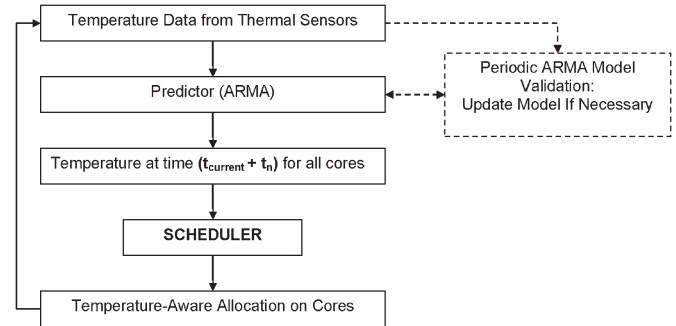 Temperature Data from Thermal Sensors
Periodic ARMA Model
Validation:
Update Model If Necessary
Predictor (ARMA)
Temperature at time (tcurrent + tn) for all cores
SCHEDULER
Temperature-Aware Allocation on Cores